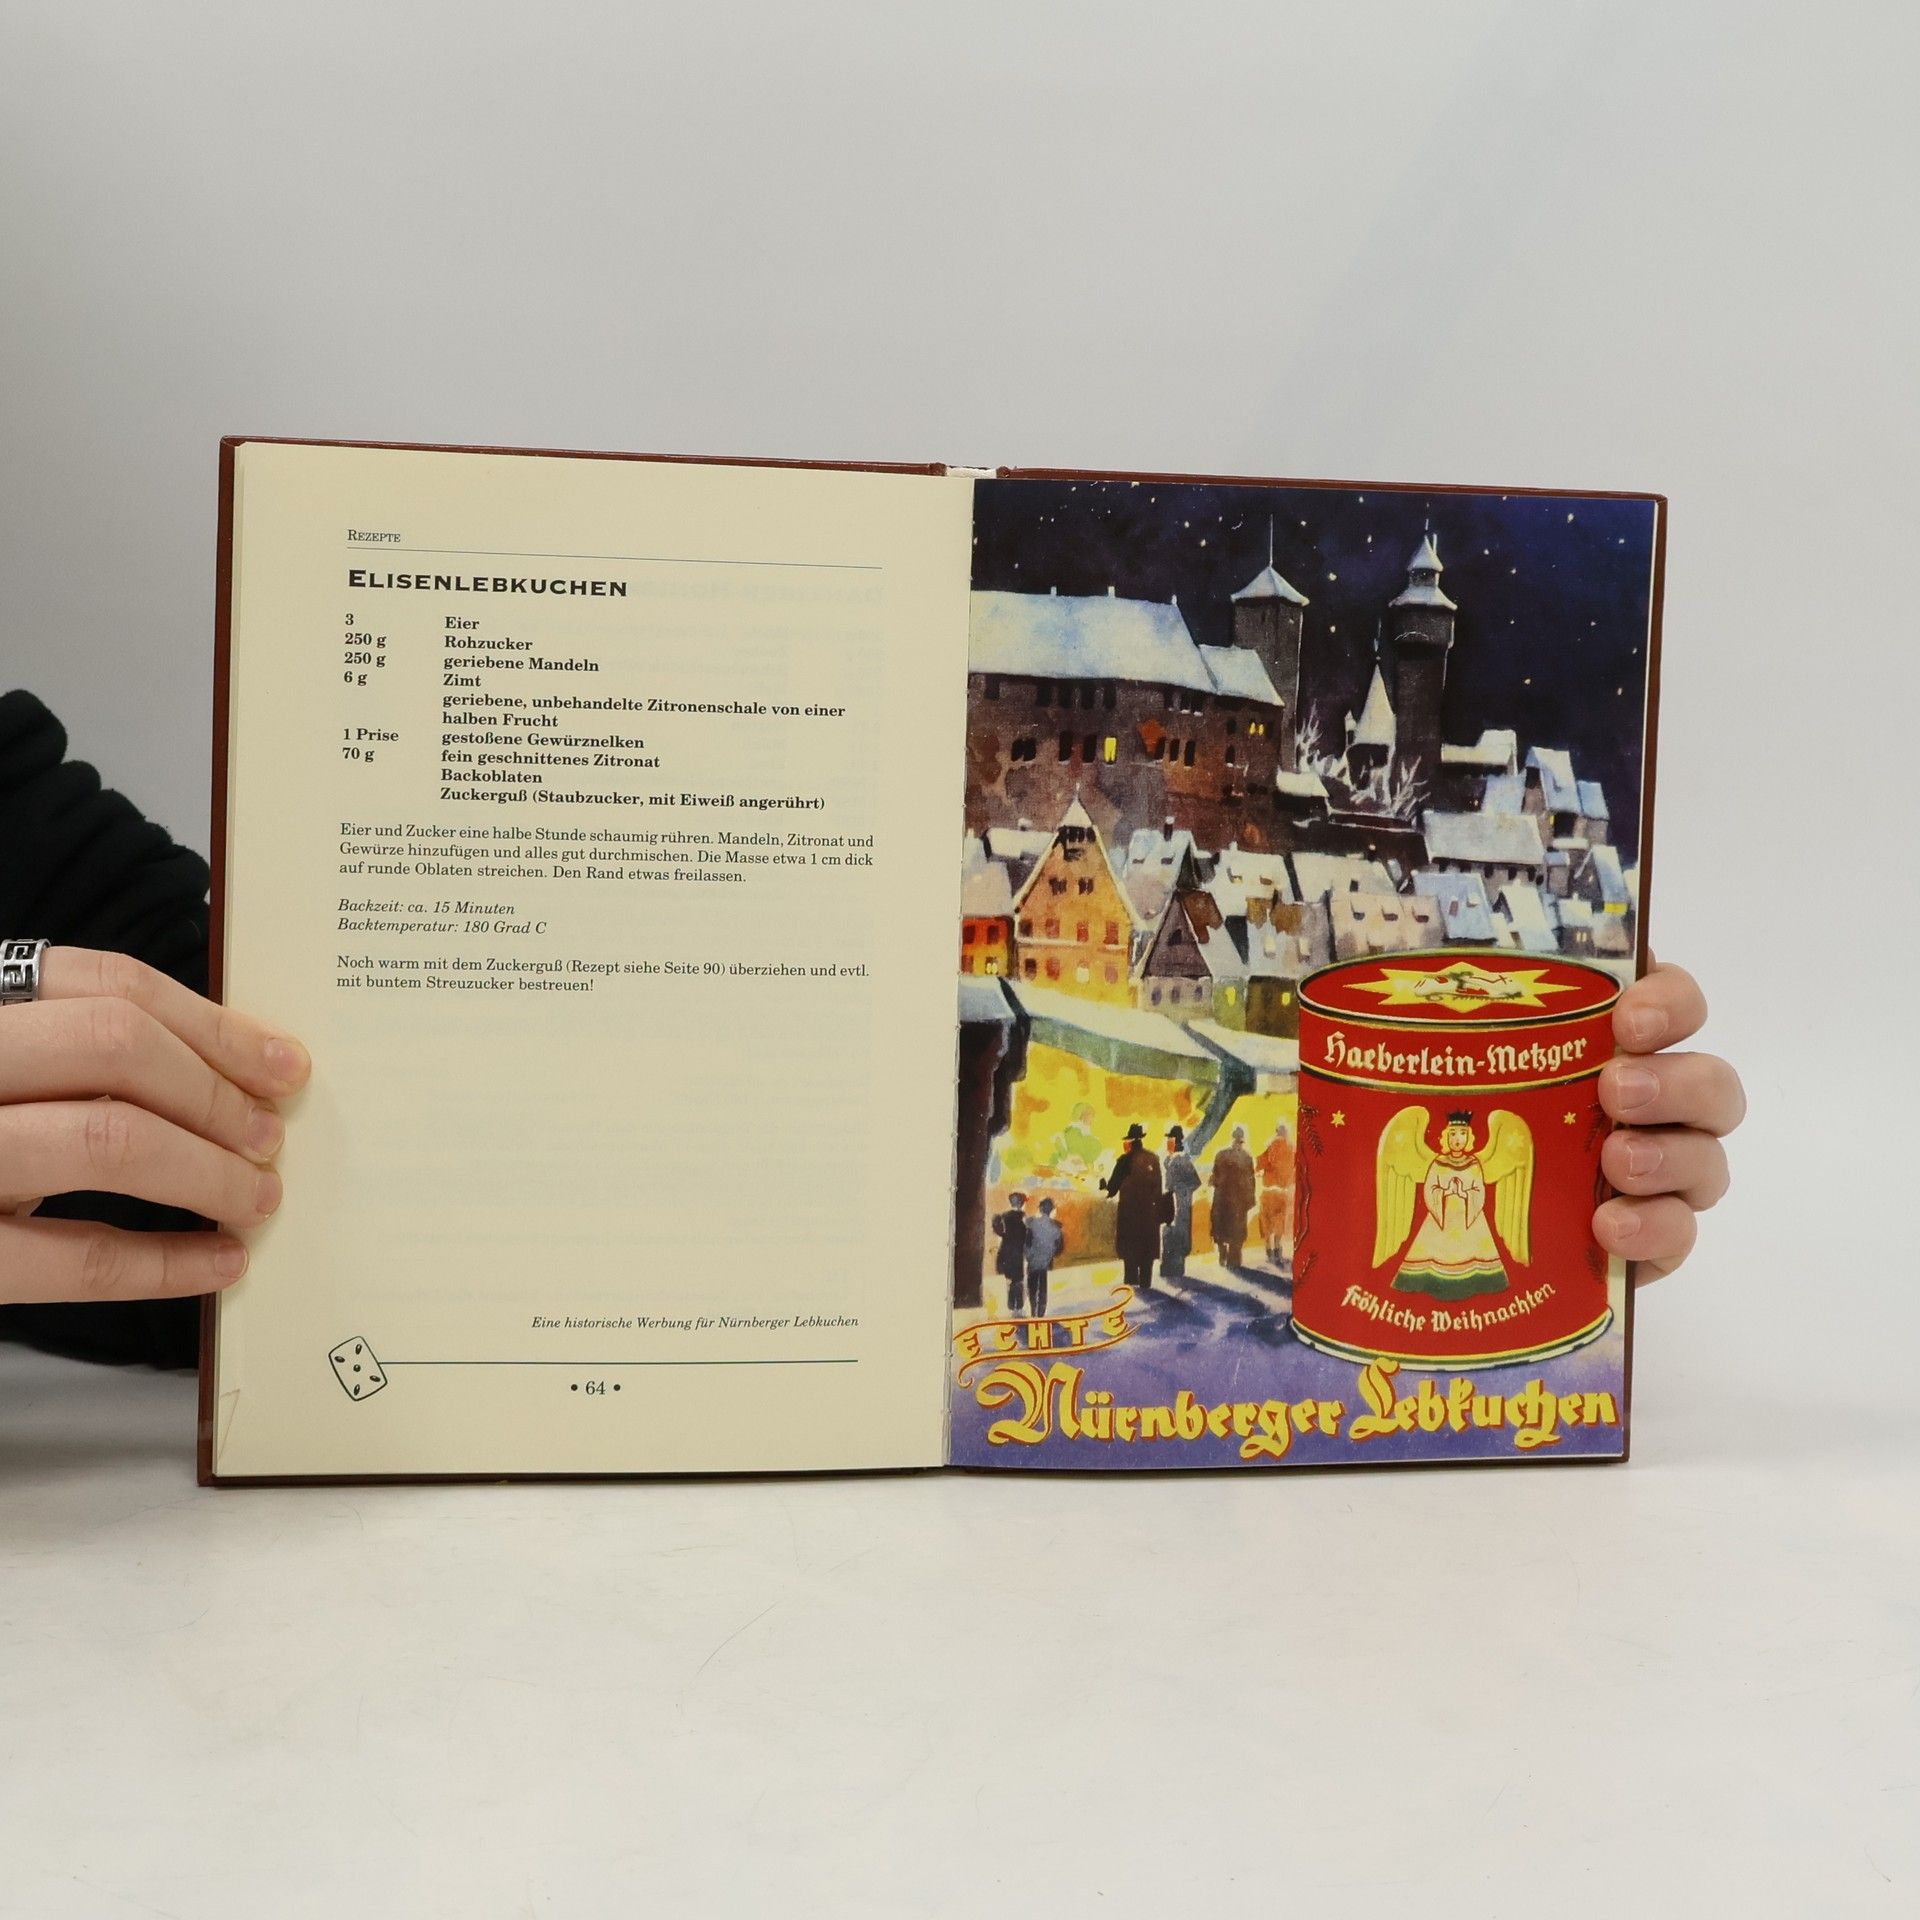 REZEPTE
ELISENLEBKUCHEN
3 Eier
250 g Rohzucker
250 g geriebene Mandeln
6 g Zimt
geriebene, unbehandelte Zitronenschale von einer
halben Frucht
1 Prise gestoßene Gewürznelken
70 g fein geschnittenes Zitronat
Backoblaten
Zuckerguß (Staubzucker, mit Eiweiß angerührt)
Eier und Zucker eine halbe Stunde schaumig rühren. Mandeln, Zitronat und
Gewürze hinzufügen und alles gut durchmischen. Die Masse etwa 1 cm dick
auf runde Oblaten streichen. Den Rand etwas freilassen.
Backzeit: ca. 15 Minuten
Backtemperatur: 180 Grad C
Noch warm mit dem Zuckerguß (Rezept siehe Seite 90) überziehen und evtl.
mit buntem Streuzucker bestreuen!
Eine historische Werbung für Nürnberger Lebkuchen
• 64 •
Haeberlein-Metzger
fröhliche Weihnachten
ECHTE
Nürnberger Lebkuchen